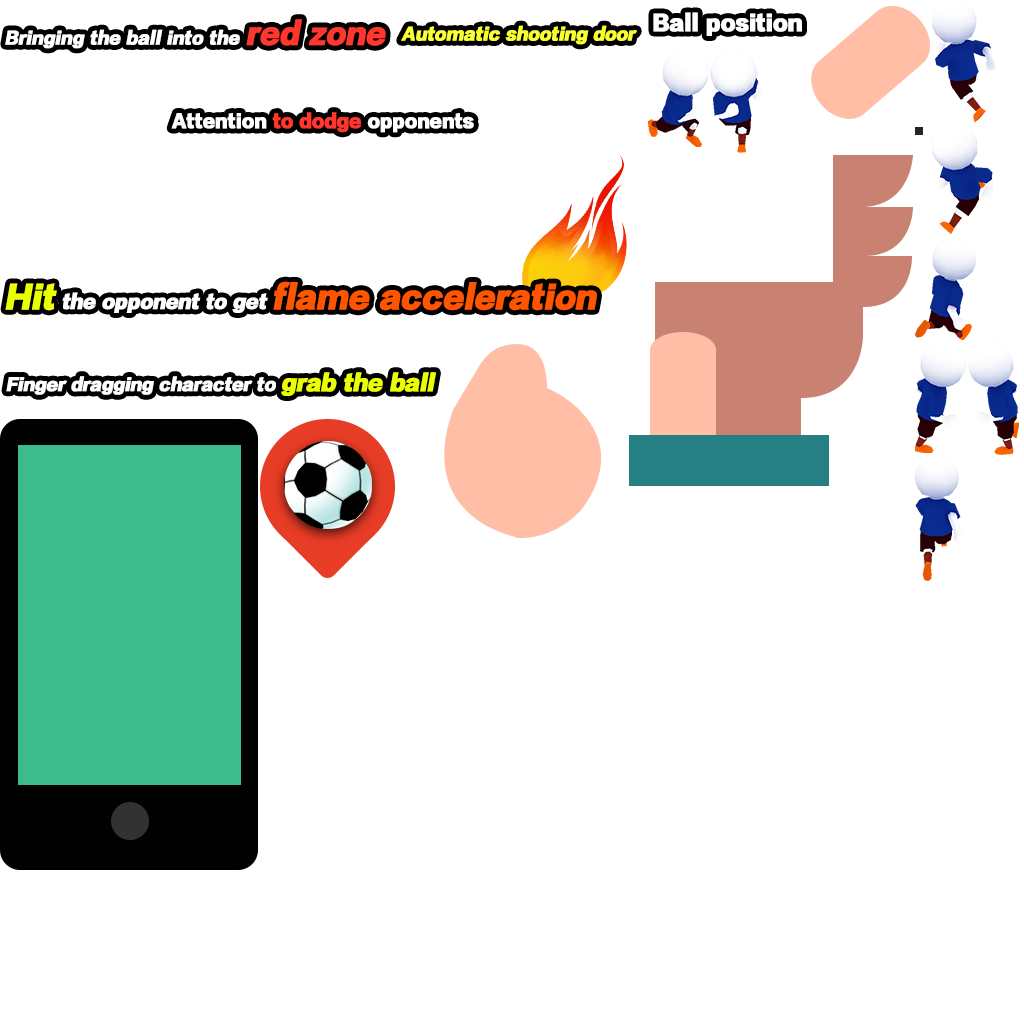 Bringing the ball into the red zone
Automatic shooting door
Ball position
Attention to dodge opponents
Hit the opponent to get flame acceleration
Finger dragging character to grab the ball